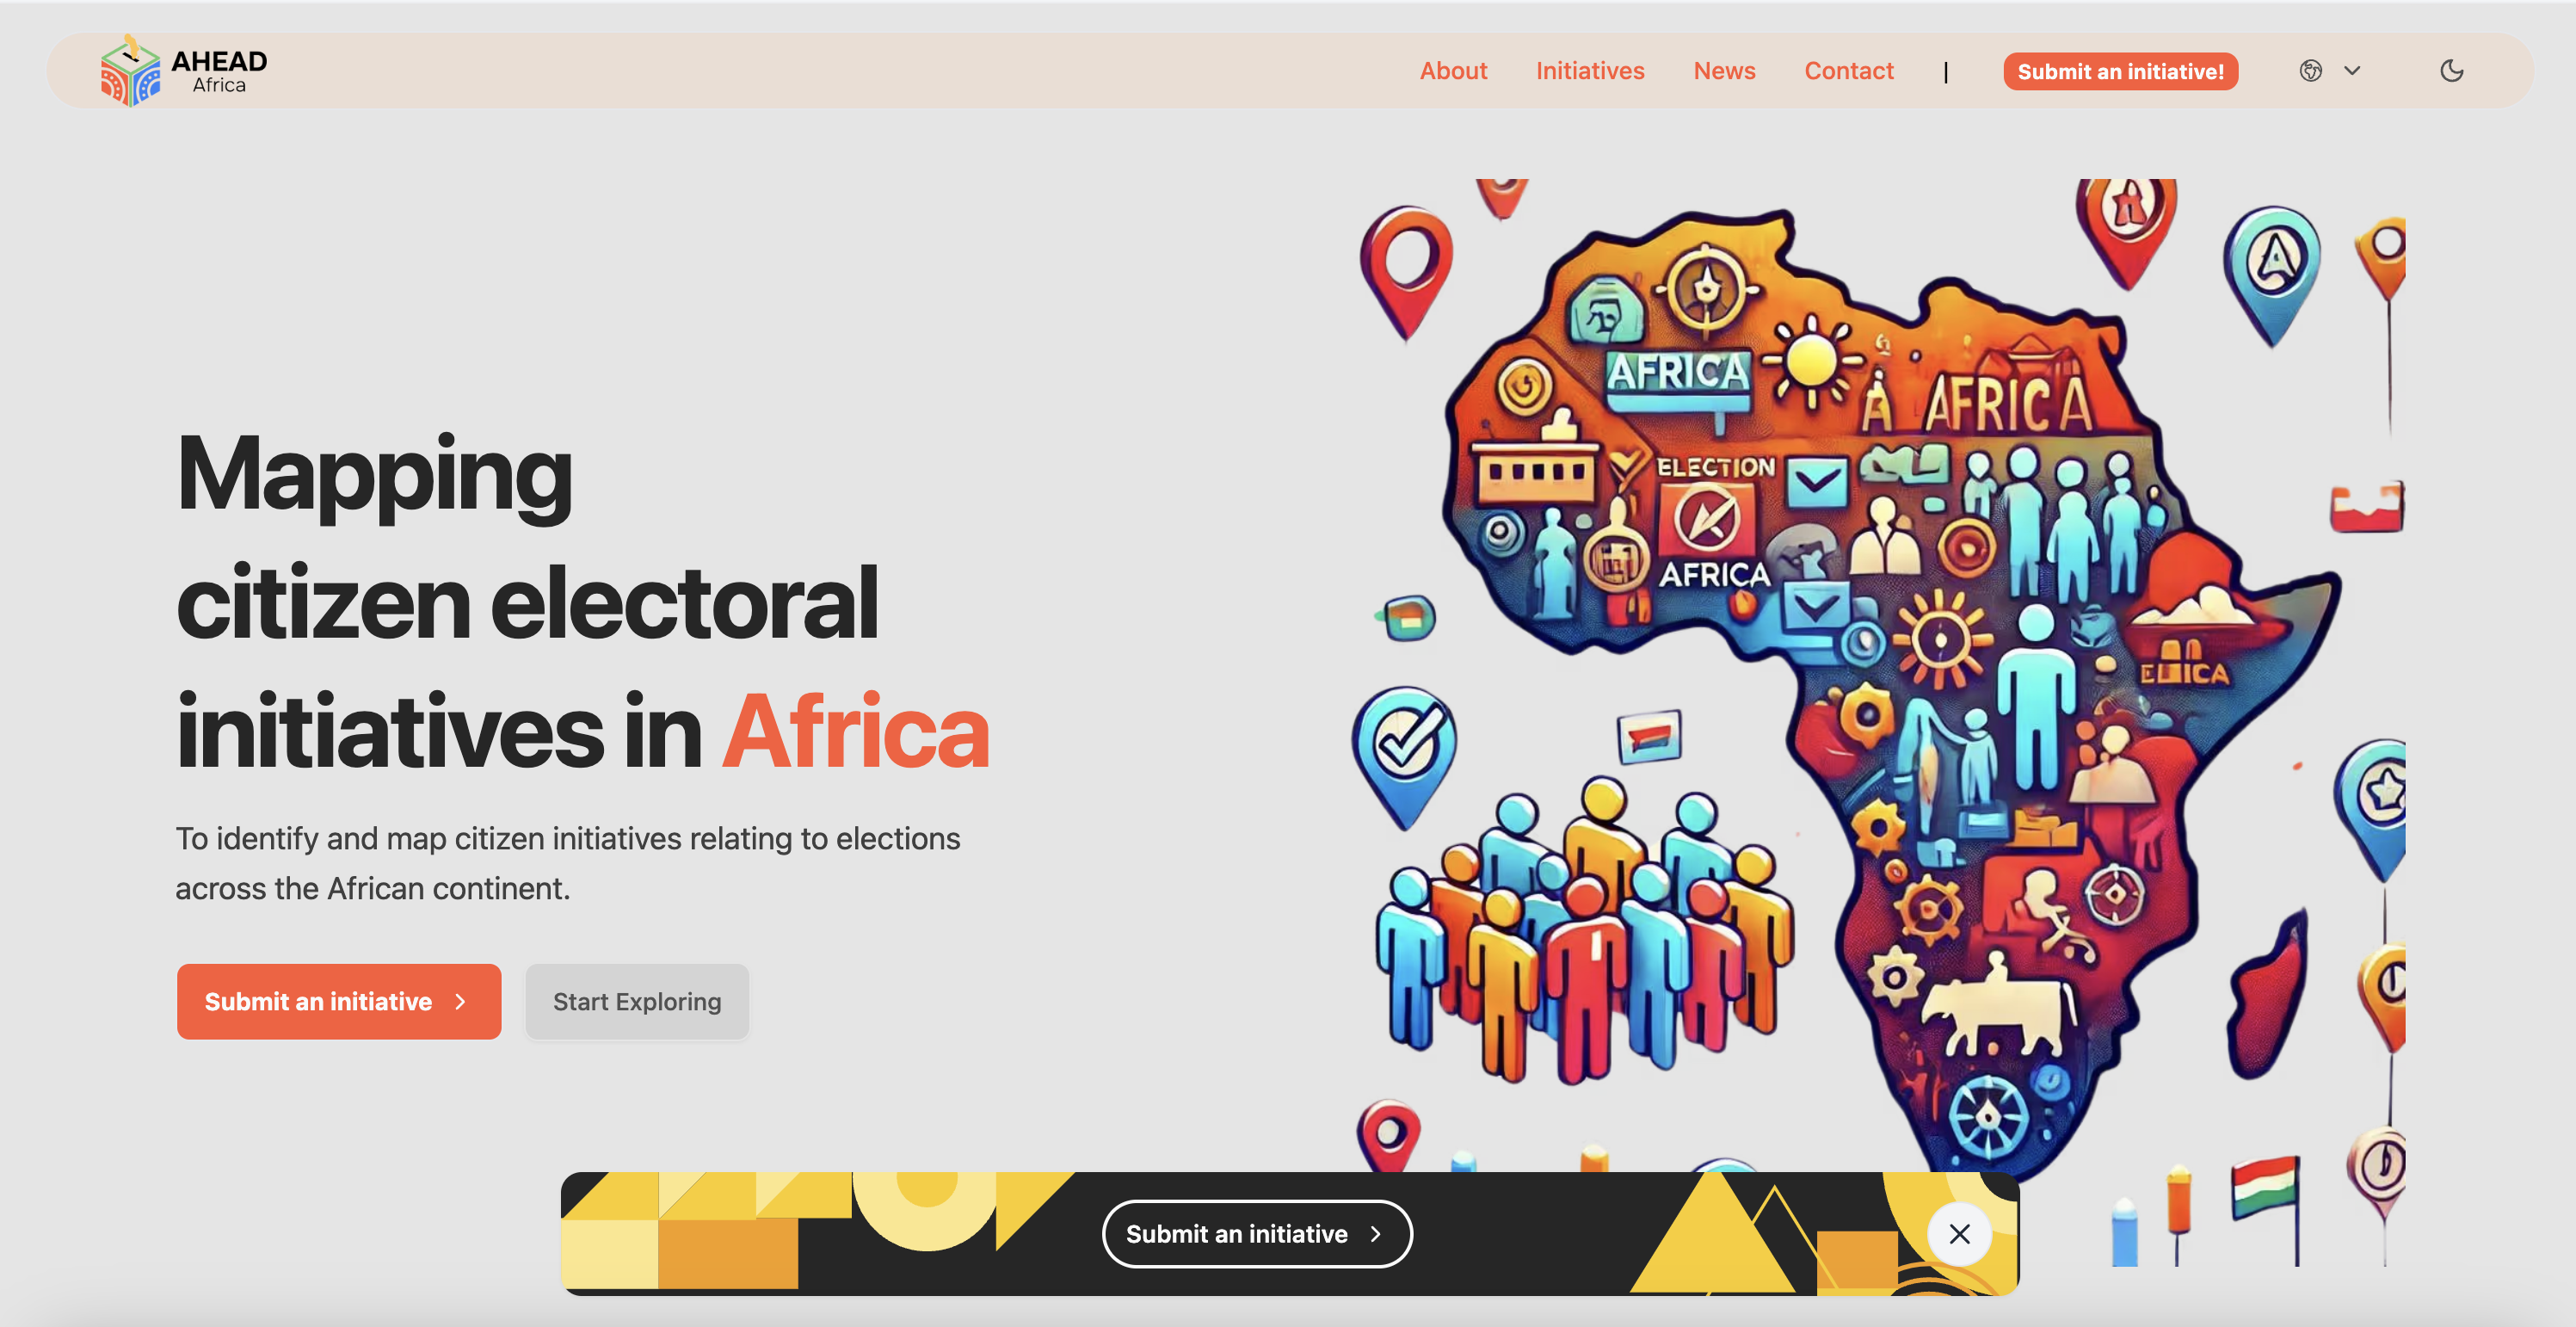 AHEAD
Africa
About
Initiatives
News
Contact
|
Submit an initiative!
Mapping
citizen electoral
initiatives in Africa
To identify and map citizen initiatives relating to elections
across the African continent.
Submit an initiative
Start Exploring
AFRICA
AFRICA
ELECTION
AFRICA
Submit an initiative